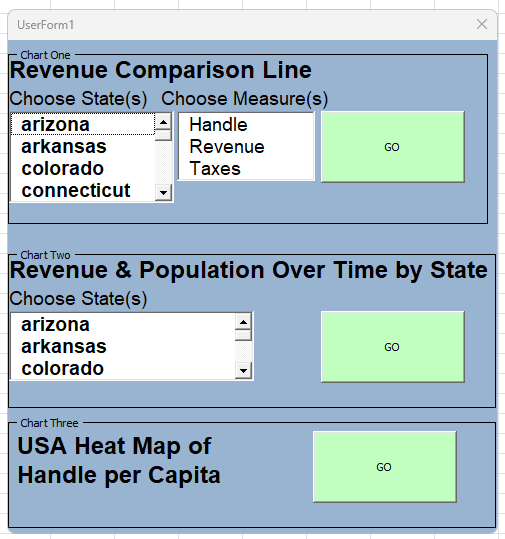 UserForm1
Chart One
Revenue Comparison Line
Choose State(s) Choose Measure(s)
arizona
arkansas
colorado
connecticut
Handle
Revenue
Taxes
GO
Chart Two
Revenue & Population Over Time by State
Choose State(s)
arizona
arkansas
colorado
GO
Chart Three
USA Heat Map of
Handle per Capita
GO